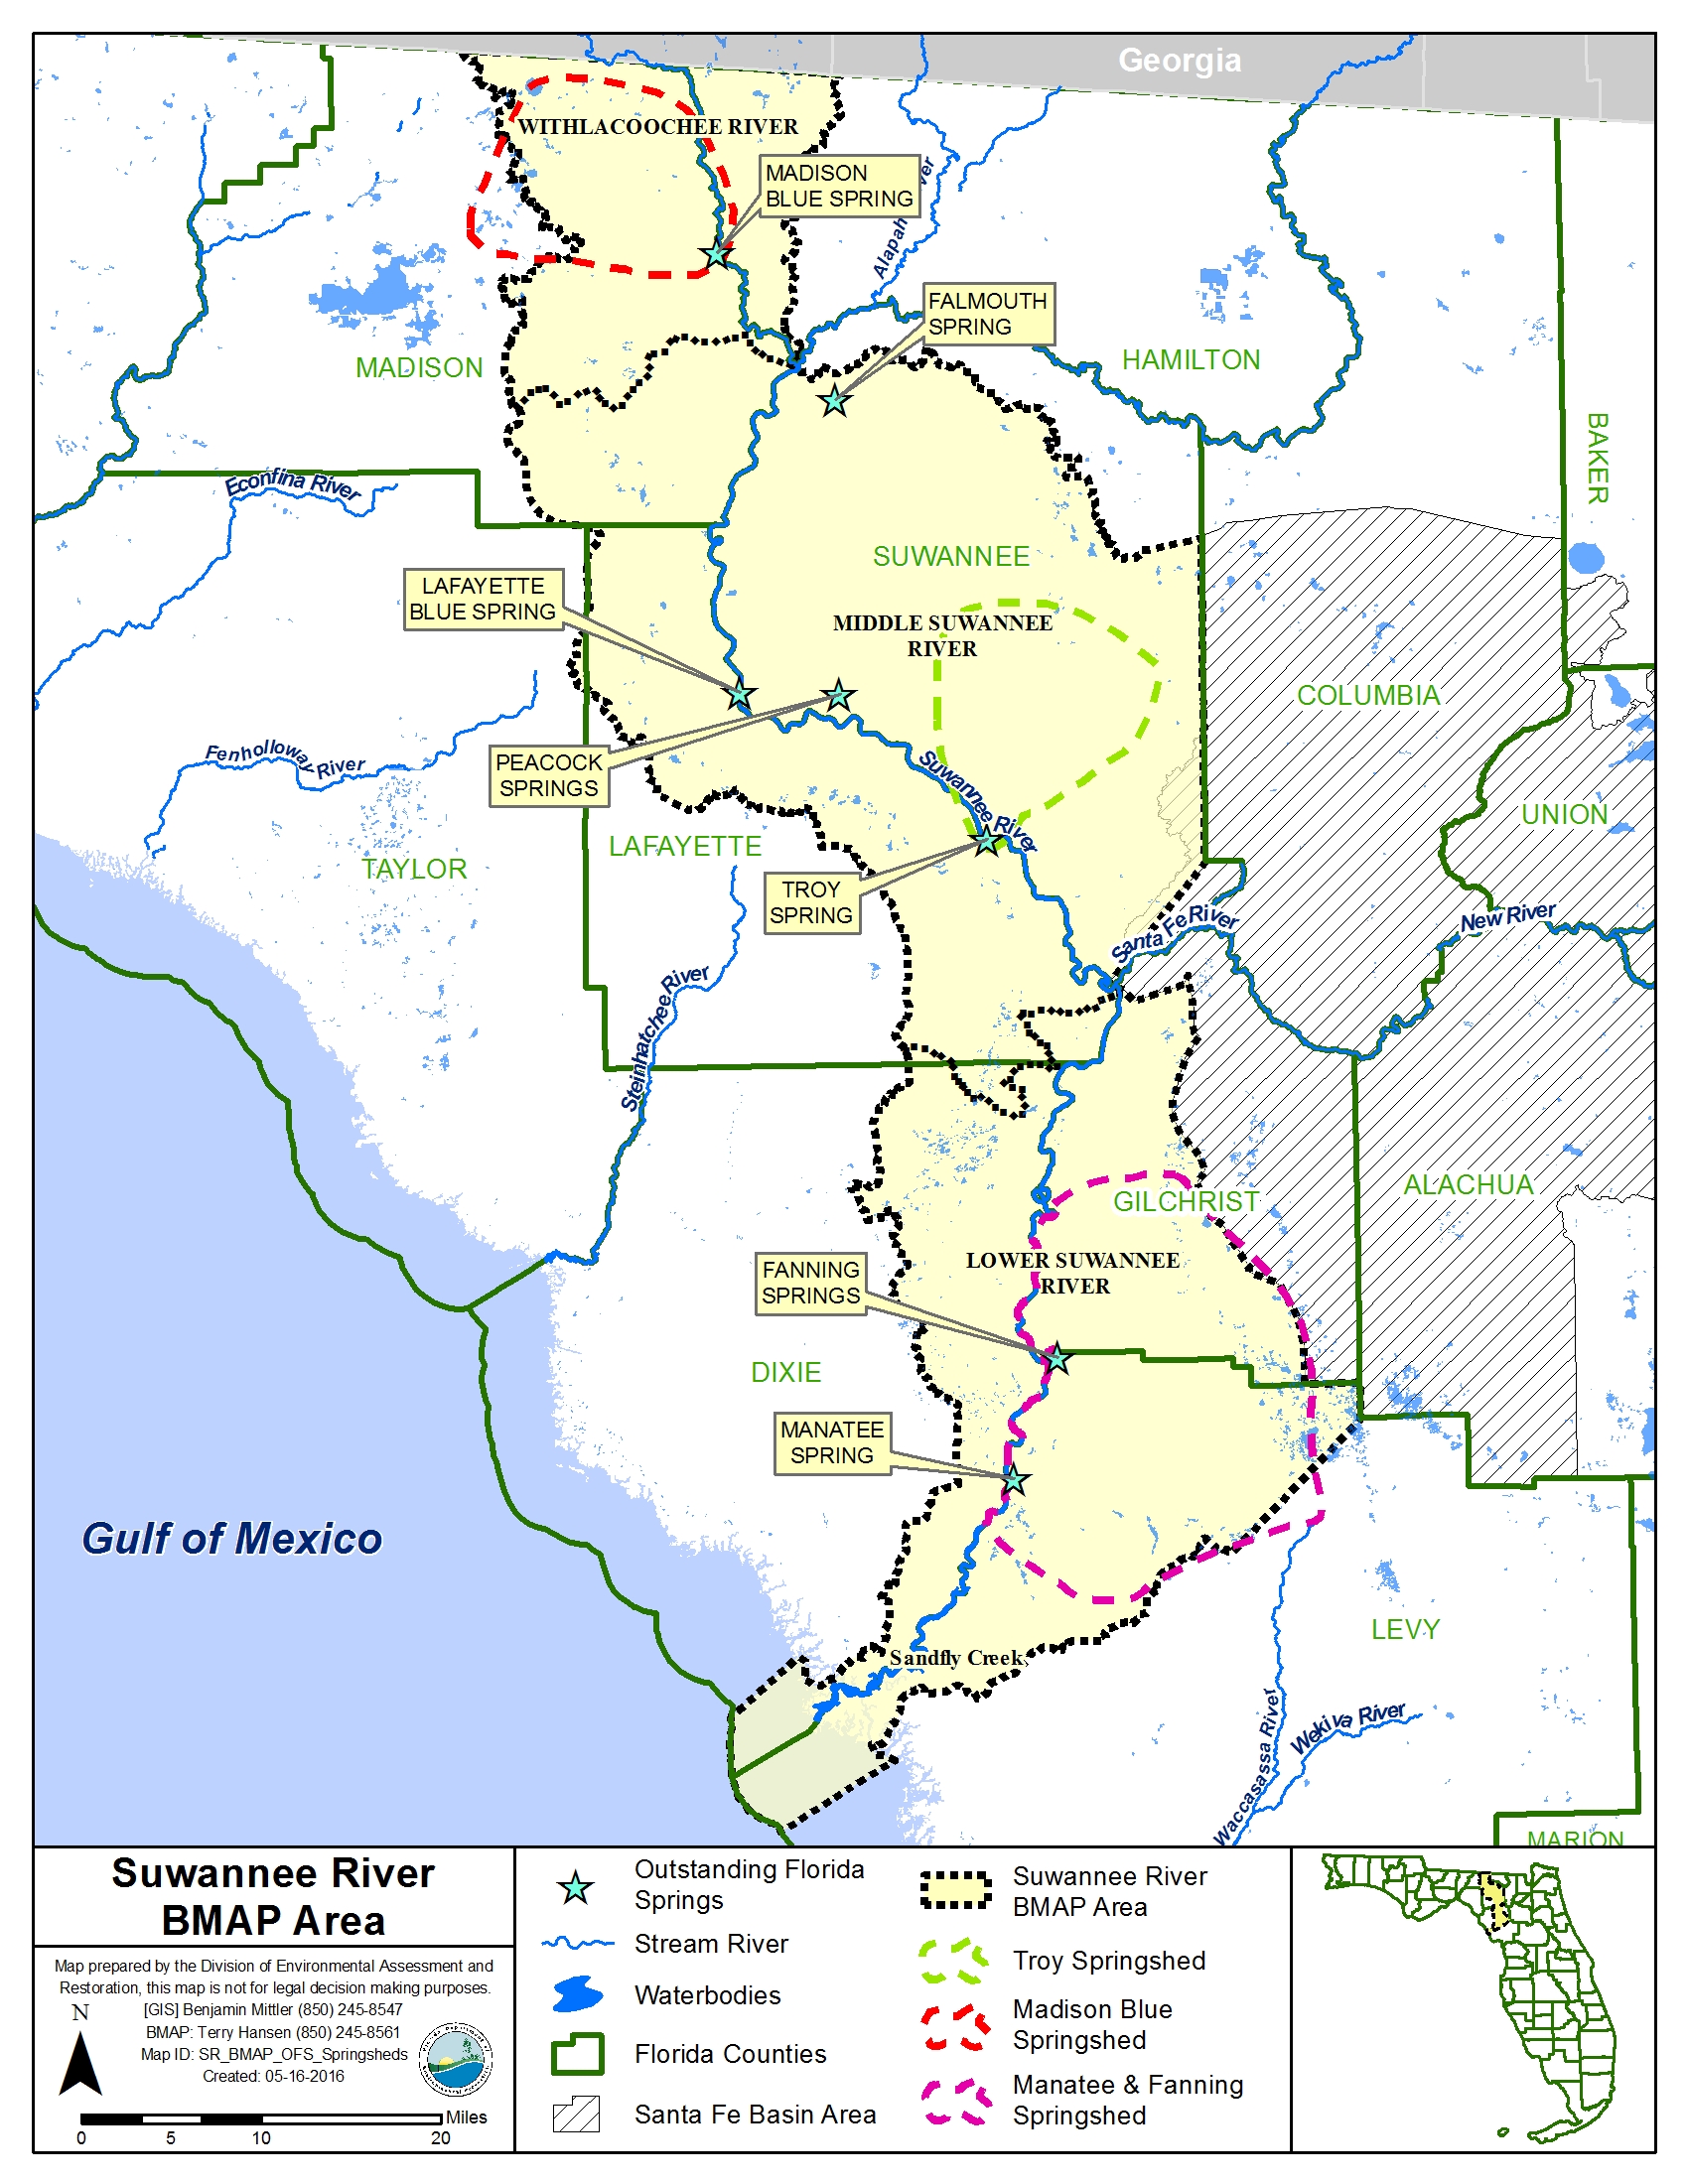 Georgia
WITHLACOOCHEE RIVER
MADISON
BLUE SPRING
Alapah
ver
FALMOUTH
SPRING
MADISON
HAMILTON
BAKER
Econfina River
SUWANNEE
LAFAYETTE
BLUE SPRING
MIDDLE SUWANNEE
RIVER
COLUMBIA
Fenholloway River
PEACOCK
SPRINGS
Suwannee River
UNION
LAFAYETTE
TAYLOR
TROY
SPRING
Santa Fe River
New River
Steinhatchee River
ALACHUA
GILCHRIST
LOWER SUWANNEE
RIVER
FANNING
SPRINGS
DIXIE
MANATEE
SPRING
Gulf of Mexico
LEVY
Sandfly Creek
Waccasassa River
Wekiva River
MARION
Suwannee River
BMAP Area
Map prepared by the Division of Environmental Assessment and
Restoration, this map is not for legal decision making purposes.
N
[GIS] Benjamin Mittler (850) 245-8547
BMAP: Terry Hansen (850) 245-8561
Map ID: SR_BMAP_OFS_Springsheds
Created: 05-16-2016
Miles
0 5 10 20
Outstanding Florida
Springs
Stream River
Waterbodies
Florida Counties
Santa Fe Basin Area
Suwannee River
BMAP Area
Troy Springshed
Madison Blue
Springshed
Manatee & Fanning
Springshed